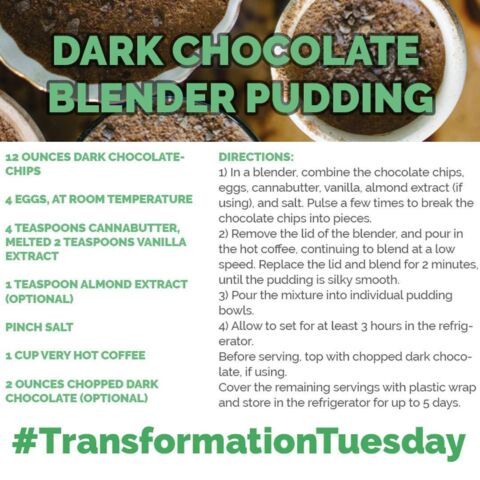 DARK CHOCOLATE
BLENDER PUDDING
12 OUNCES DARK CHOCOLATE-
CHIPS
4 EGGS, AT ROOM TEMPERATURE
4 TEASPOONS CANNABUTTER,
MELTED 2 TEASPOONS VANILLA
EXTRACT
1 TEASPOON ALMOND EXTRACT
(OPTIONAL)
PINCH SALT
1 CUP VERY HOT COFFEE
2 OUNCES CHOPPED DARK
CHOCOLATE (OPTIONAL)
DIRECTIONS:
1) In a blender, combine the chocolate chips,
eggs, cannabutter, vanilla, almond extract (if
using), and salt. Pulse a few times to break the
chocolate chips into pieces.
2) Remove the lid of the blender, and pour in
the hot coffee, continuing to blend at a low
speed. Replace the lid and blend for 2 minutes,
until the pudding is silky smooth.
3) Pour the mixture into individual pudding
bowls.
4) Allow to set for at least 3 hours in the refrig-
erator.
Before serving, top with chopped dark choco-
late, if using.
Cover the remaining servings with plastic wrap
and store in the refrigerator for up to 5 days.
#TransformationTuesday